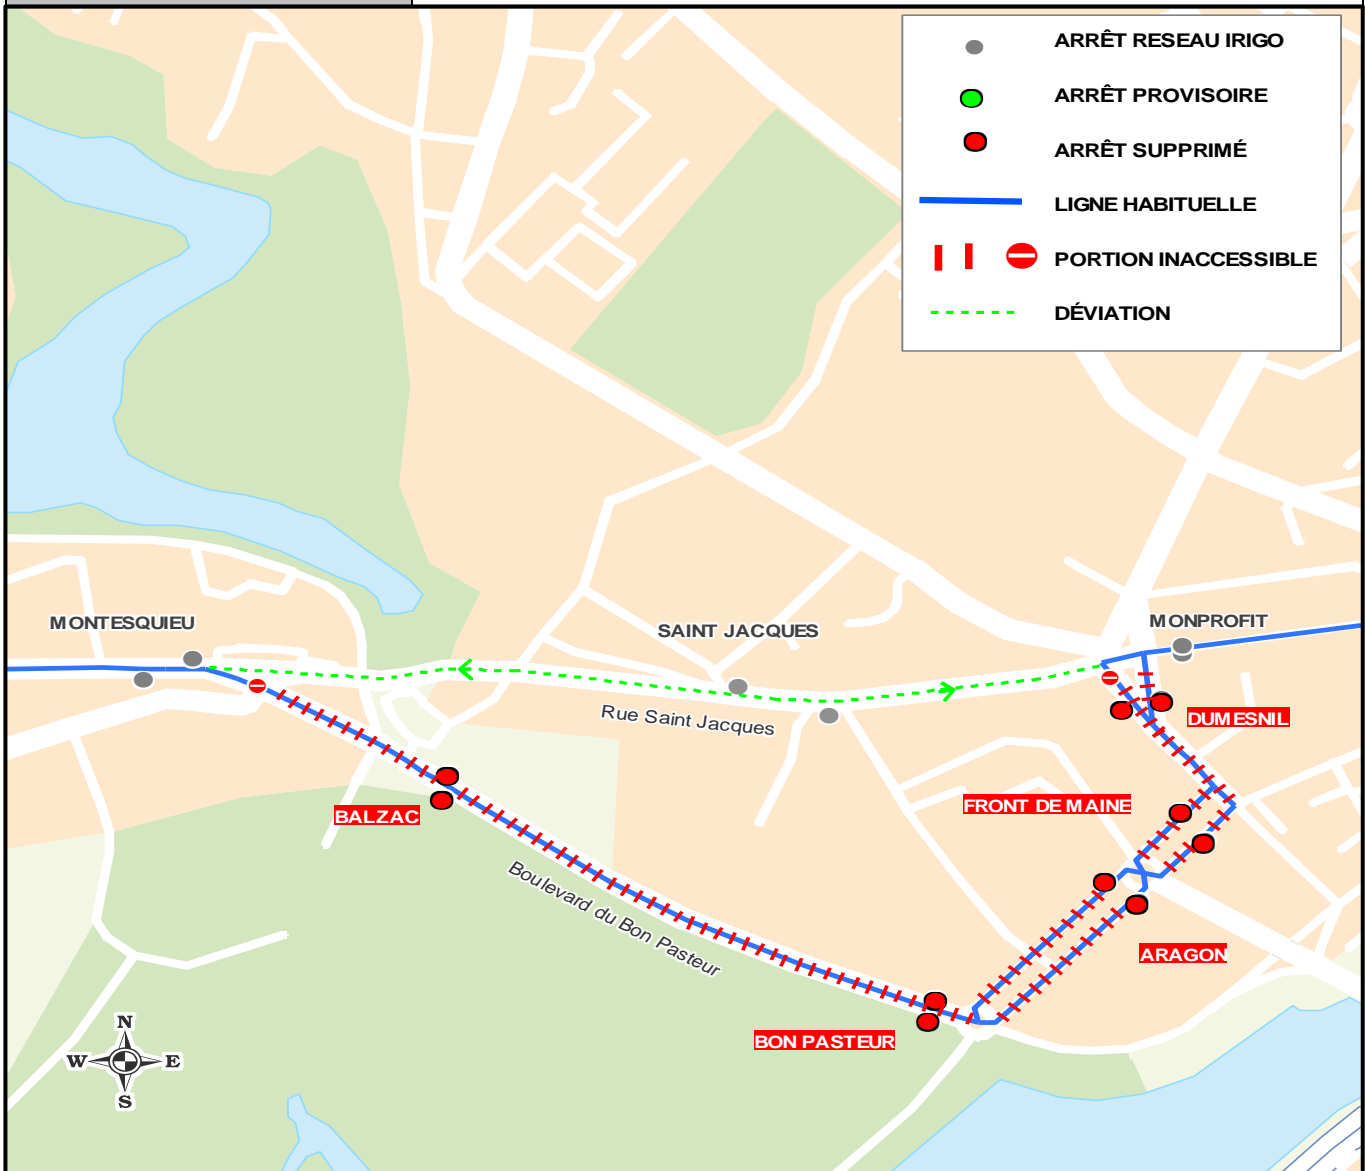 ARRÊT RESEAU IRIGO
ARRÊT PROVISOIRE
ARRÊT SUPPRIMÉ
LIGNE HABITUELLE
PORTION INACCESSIBLE
DÉVIATION
MONTESQUIEU
SAINT JACQUES
MONPROFIT
Rue Saint Jacques
DUMESNIL
BALZAC
FRONT DE MAINE
Boulevard du Bon Pasteur
ARAGON
BON PASTEUR
N
W E
S